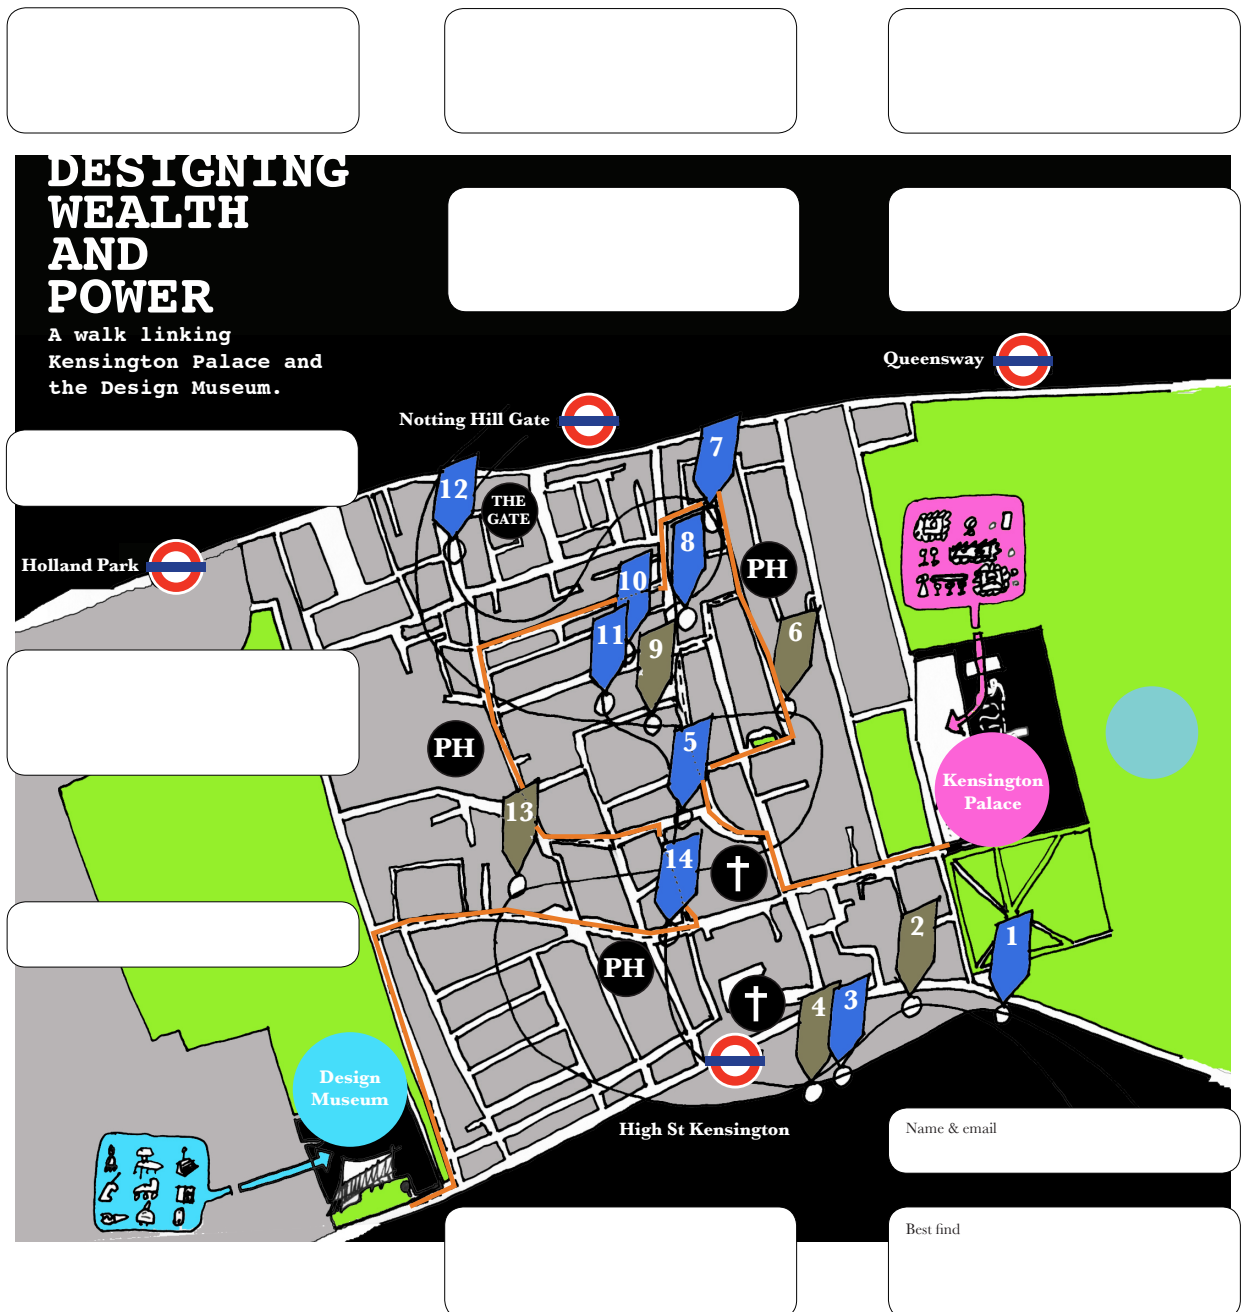 DESIGNING
WEALTH
AND
POWER
A walk linking
Kensington Palace and
the Design Museum.
Queensway
Notting Hill Gate
7
12
THE
GATE
8
Holland Park
PH
10
11
9
6
PH
5
Kensington
Palace
13
14
2
1
PH
4
3
Design
Museum
High St Kensington
Name & email
Best find